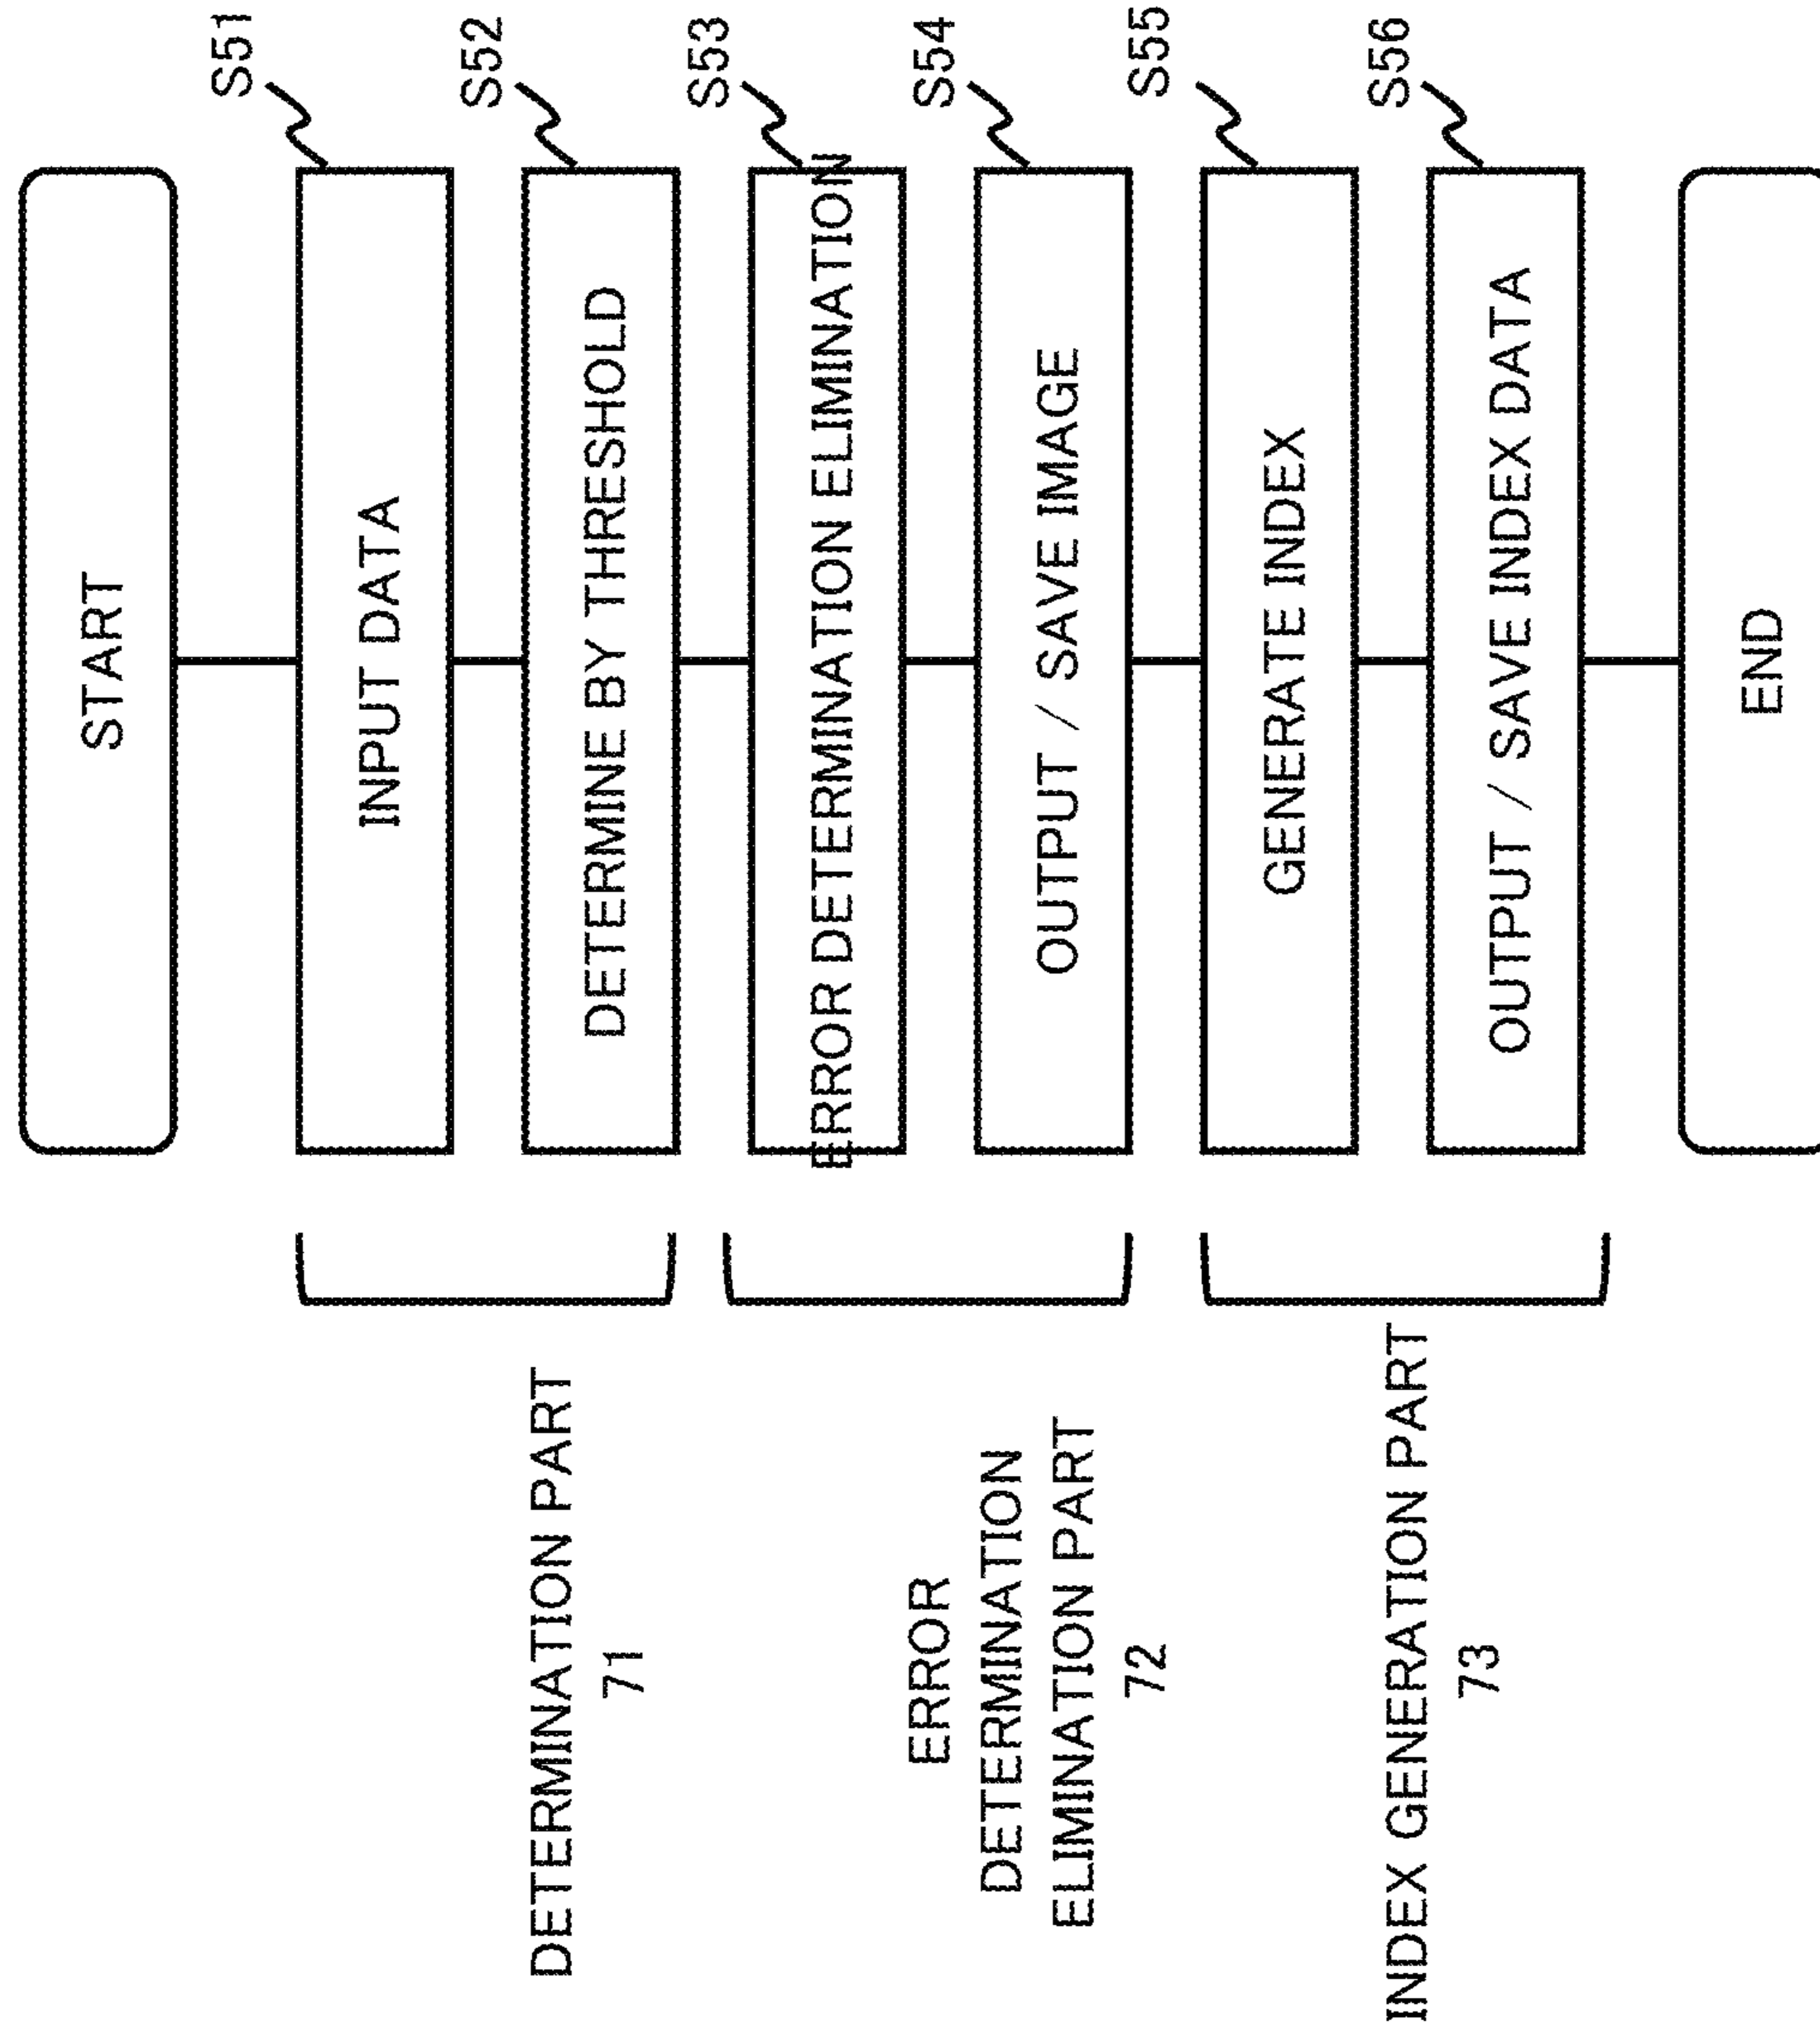 START
S51
INPUT DATA
S52
DETERMINE BY THRESHOLD
DETERMINATION PART
71
S53
ERROR DETERMINATION ELIMINATION
S54
OUTPUT / SAVE IMAGE
ERROR
DETERMINATION
ELIMINATION PART
72
S55
GENERATE INDEX
S56
OUTPUT / SAVE INDEX DATA
INDEX GENERATION PART
73
END